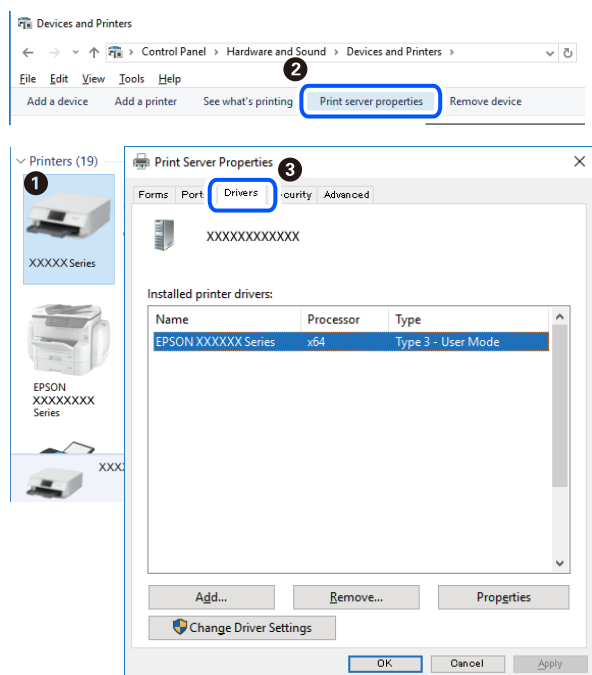 Devices and Printers
Control Panel > Hardware and Sound > Devices and Printers >
2
File Edit View Tools Help
Add a device Add a printer See what's printing Print server properties Remove device
Printers (19)
1
XXXXX Series
EPSON
XXXXXXXX
Series
XXX
Print Server Properties
3
Forms Port Drivers curity Advanced
XXXXXXXXXXXX
Installed printer drivers:
Name Processor Type
EPSON XXXXXX Series x64 Type 3 - User Mode
Add... Remove... Properties
Change Driver Settings
OK Cancel Apply